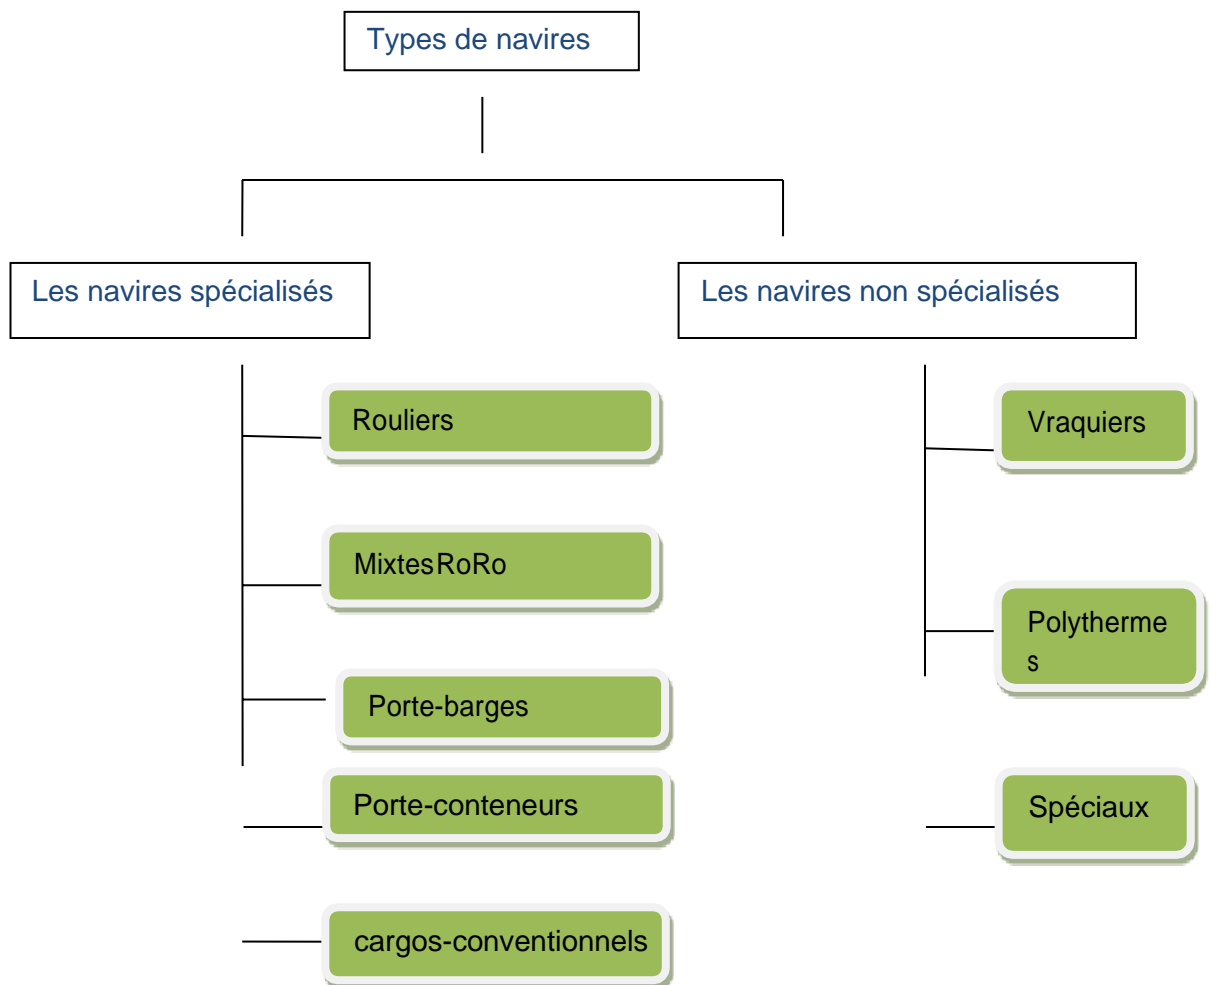 Types de navires
Les navires spécialisés
Les navires non spécialisés
Rouliers
MixtesRoRo
Porte-barges
Porte-conteneurs
cargos-conventionnels
Vraquiers
Polytherme
s
Spéciaux